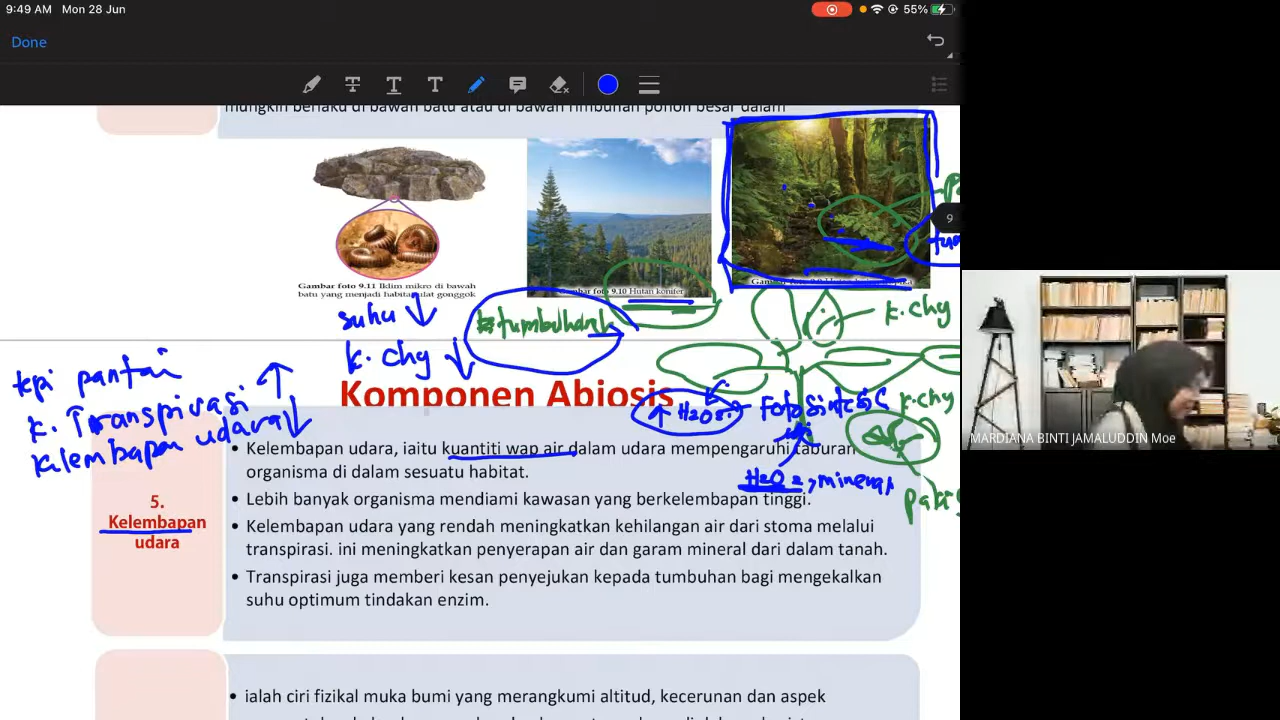 9:49 AM Mon 28 Jun
55%
Done
T T T
mungkin berlaku di bawah batu atau di bawah rimbunan pohon besar dalam
9
Gambar foto 9.11 Iklim mikro di bawah
batu yang menjadi habitat ulat gonggok
Gambar foto 9.10 Hutan konifer
suhu ↓
k. chy ↓
tumbuhan
k. chy
kpi pantai
k. Transpirasi ↑
kelembapan udara ↓
Komponen Abiosis
↑ H2O
Fotosintesis
k.chy
H2O, mineral
5.
Kelembapan
udara
• Kelembapan udara, iaitu kuantiti wap air dalam udara mempengaruhi taburan
organisma di dalam sesuatu habitat.
• Lebih banyak organisma mendiami kawasan yang berkelembapan tinggi.
• Kelembapan udara yang rendah meningkatkan kehilangan air dari stoma melalui
transpirasi. ini meningkatkan penyerapan air dan garam mineral dari dalam tanah.
• Transpirasi juga memberi kesan penyejukan kepada tumbuhan bagi mengekalkan
suhu optimum tindakan enzim.
• ialah ciri fizikal muka bumi yang merangkumi altitud, kecerunan dan aspek
MARDIANA BINTI JAMALUDDIN Moe